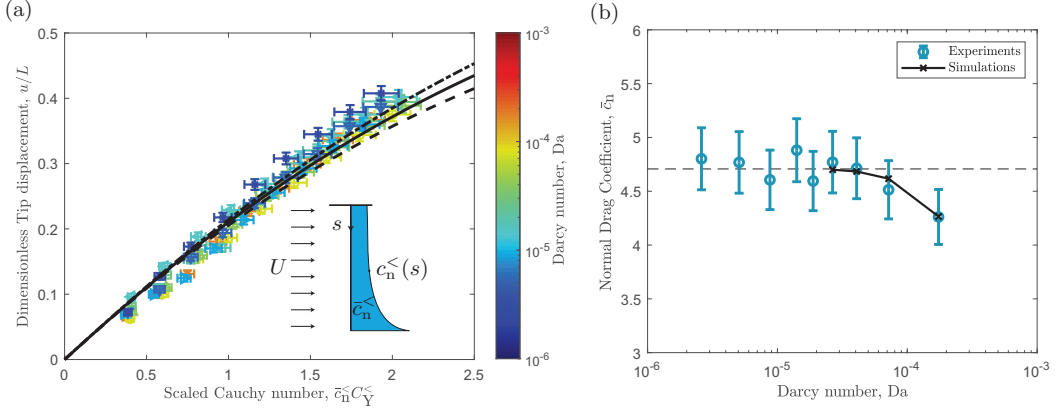 (a)
0.5
0.4
0.3
0.2
0.1
0
0
0.5
1
1.5
2
2.5
Dimensionless Tip displacement, u/L
Scaled Cauchy number, c̄ₙ^< C_Y^<
U
s
cₙ^<(s)
c̄ₙ^<
10⁻³
10⁻⁴
10⁻⁵
10⁻⁶
Darcy number, Da
(b)
6
5.5
5
4.5
4
3.5
3
10⁻⁶
10⁻⁵
10⁻⁴
10⁻³
Normal Drag Coefficient, c̄ₙ
Darcy number, Da
Experiments
Simulations